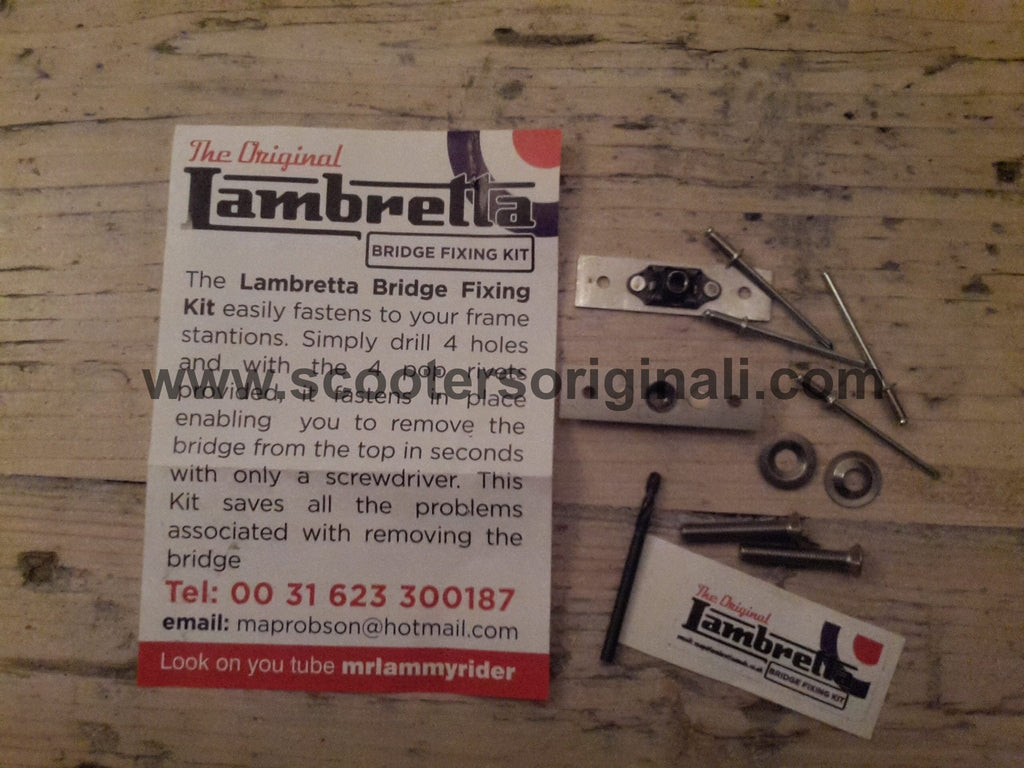 The Original
Lambretta
BRIDGE FIXING KIT
The Lambretta Bridge Fixing
Kit easily fastens to your frame
stantions. Simply drill 4 holes
and with the 4 pop rivets
provided, it fastens in place
enabling you to remove the
bridge from the top in seconds
with only a screwdriver. This
Kit saves all the problems
associated with removing the
bridge
Tel: 00 31 623 300187
email: maprobson@hotmail.com
Look on you tube mrlammyrider
www.scootersoriginali.com
The Original
Lambretta
BRIDGE FIXING KIT